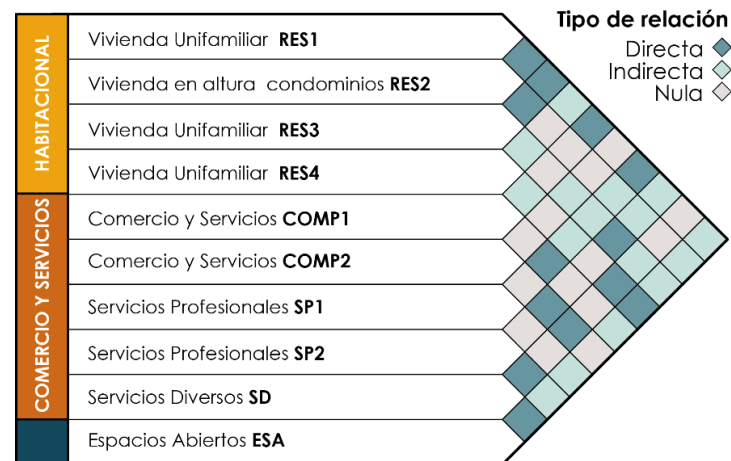 Tipo de relación
Directa
Indirecta
Nula
HABITACIONAL
Vivienda Unifamiliar RES1
Vivienda en altura condominios RES2
Vivienda Unifamiliar RES3
Vivienda Unifamiliar RES4
COMERCIO Y SERVICIOS
Comercio y Servicios COMP1
Comercio y Servicios COMP2
Servicios Profesionales SP1
Servicios Profesionales SP2
Servicios Diversos SD
Espacios Abiertos ESA